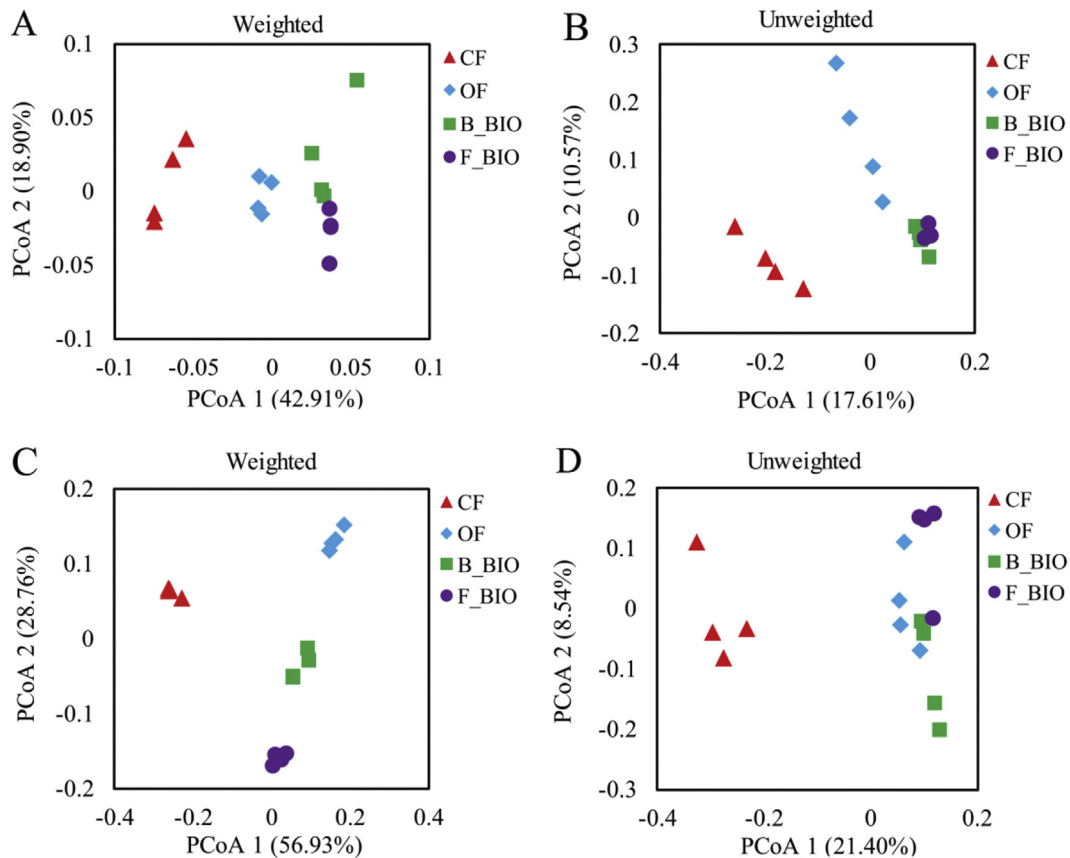 A
Weighted
0.1
0.05
0
-0.05
-0.1
-0.1
-0.05
0
0.05
0.1
PCoA 2 (18.90%)
PCoA 1 (42.91%)
CF
OF
B_BIO
F_BIO
B
Unweighted
0.3
0.2
0.1
0
-0.1
-0.2
-0.4
-0.2
0
0.2
PCoA 2 (10.57%)
PCoA 1 (17.61%)
CF
OF
B_BIO
F_BIO
C
Weighted
0.2
0.1
0
-0.1
-0.2
-0.4
-0.2
0
0.2
0.4
PCoA 2 (28.76%)
PCoA 1 (56.93%)
CF
OF
B_BIO
F_BIO
D
Unweighted
0.2
0.1
0
-0.1
-0.2
-0.3
-0.4
-0.2
0
0.2
PCoA 2 (8.54%)
PCoA 1 (21.40%)
CF
OF
B_BIO
F_BIO